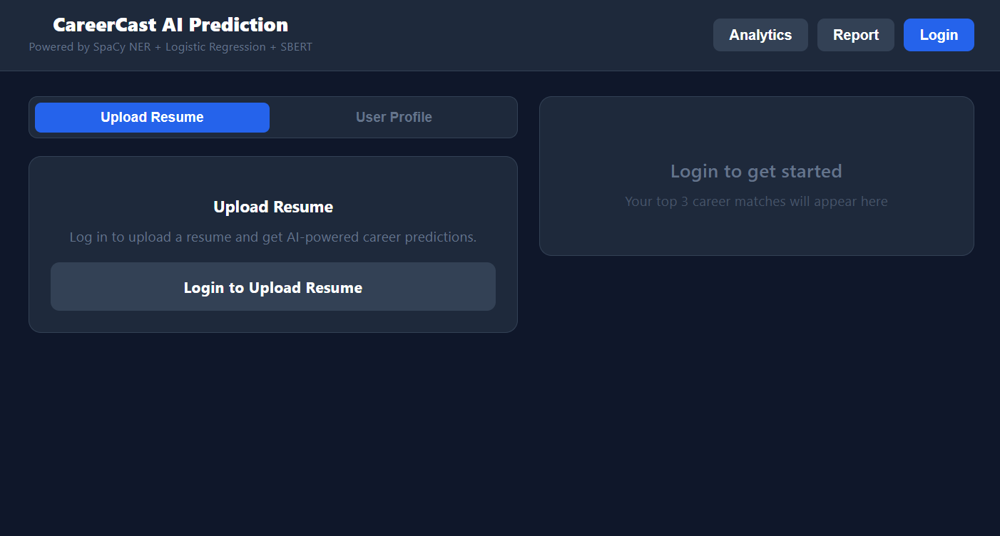 CareerCast AI Prediction
Powered by SpaCy NER + Logistic Regression + SBERT
Analytics
Report
Login
Upload Resume
User Profile
Upload Resume
Log in to upload a resume and get AI-powered career predictions.
Login to Upload Resume
Login to get started
Your top 3 career matches will appear here